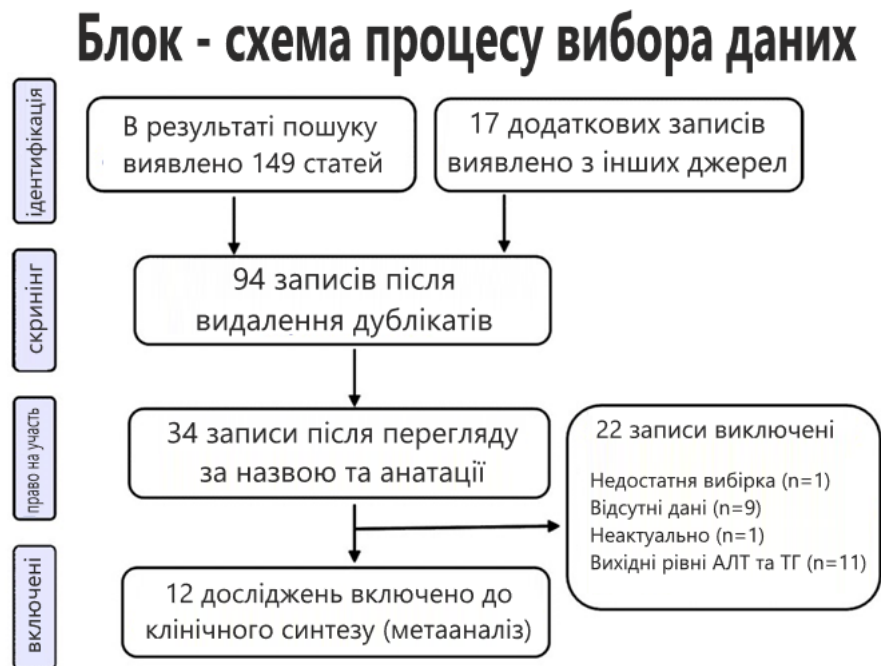 Блок - схема процесу вибора даних
ідентифікація
В результаті пошуку
виявлено 149 статей
17 додаткових записів
виявлено з інших джерел
скринінг
94 записів після
видалення дублікатів
право на участь
34 записи після перегляду
за назвою та анатації
22 записи виключені
Недостатня вибірка (n=1)
Відсутні дані (n=9)
Неактуально (n=1)
Вихідні рівні АЛТ та ТГ (n=11)
включені
12 досліджень включено до
клінічного синтезу (метааналіз)